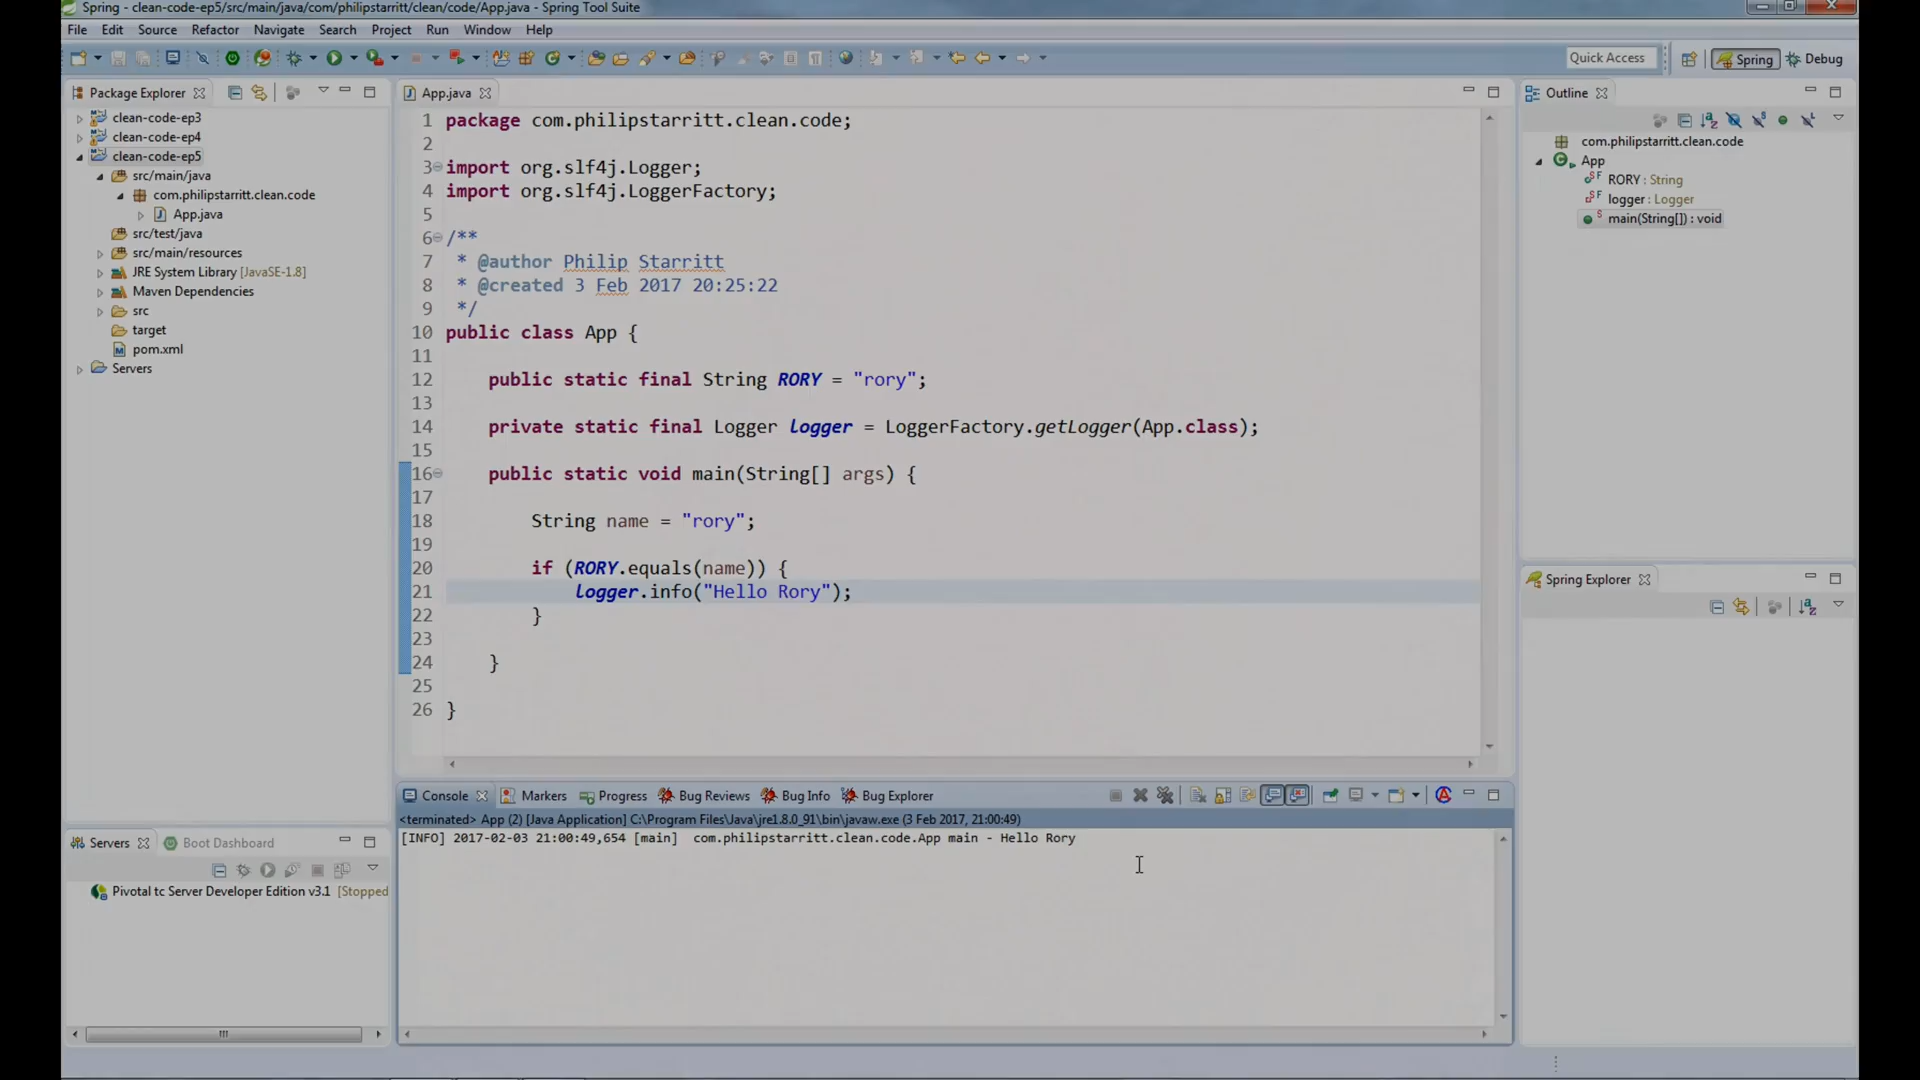 Spring - clean-code-ep5/src/main/java/com/philipstarritt/clean/code/App.java - Spring Tool Suite
File Edit Source Refactor Navigate Search Project Run Window Help
Quick Access
Spring
Debug
Package Explorer
clean-code-ep3
clean-code-ep4
clean-code-ep5
src/main/java
com.philipstarritt.clean.code
App.java
src/test/java
src/main/resources
JRE System Library [JavaSE-1.8]
Maven Dependencies
src
target
pom.xml
Servers
App.java
1 package com.philipstarritt.clean.code;
2
3 import org.slf4j.Logger;
4 import org.slf4j.LoggerFactory;
5
6 /**
7 * @author Philip Starritt
8 * @created 3 Feb 2017 20:25:22
9 */
10 public class App {
11
12 public static final String RORY = "rory";
13
14 private static final Logger logger = LoggerFactory.getLogger(App.class);
15
16 public static void main(String[] args) {
17
18 String name = "rory";
19
20 if (RORY.equals(name)) {
21 logger.info("Hello Rory");
22 }
23
24 }
25
26 }
Outline
com.philipstarritt.clean.code
App
RORY : String
logger : Logger
main(String[]) : void
Spring Explorer
Servers Boot Dashboard
Pivotal tc Server Developer Edition v3.1 [Stopped
Console Markers Progress Bug Reviews Bug Info Bug Explorer
<terminated> App (2) [Java Application] C:\Program Files\Java\jre1.8.0_91\bin\javaw.exe (3 Feb 2017, 21:00:49)
[INFO] 2017-02-03 21:00:49,654 [main] com.philipstarritt.clean.code.App main - Hello Rory